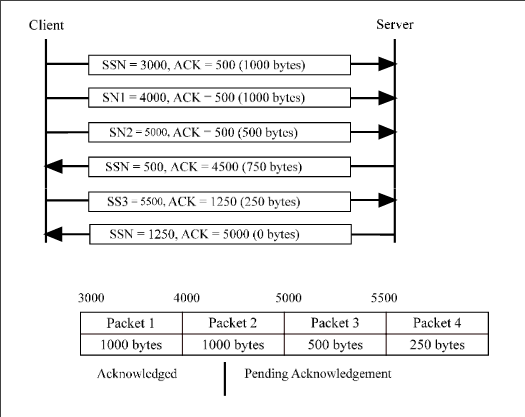 Client Server
SSN = 3000, ACK = 500 (1000 bytes)
SN1 = 4000, ACK = 500 (1000 bytes)
SN2 = 5000, ACK = 500 (500 bytes)
SSN = 500, ACK = 4500 (750 bytes)
SS3 = 5500, ACK = 1250 (250 bytes)
SSN = 1250, ACK = 5000 (0 bytes)
3000 4000 5000 5500
Packet 1 Packet 2 Packet 3 Packet 4
1000 bytes 1000 bytes 500 bytes 250 bytes
Acknowledged Pending Acknowledgement